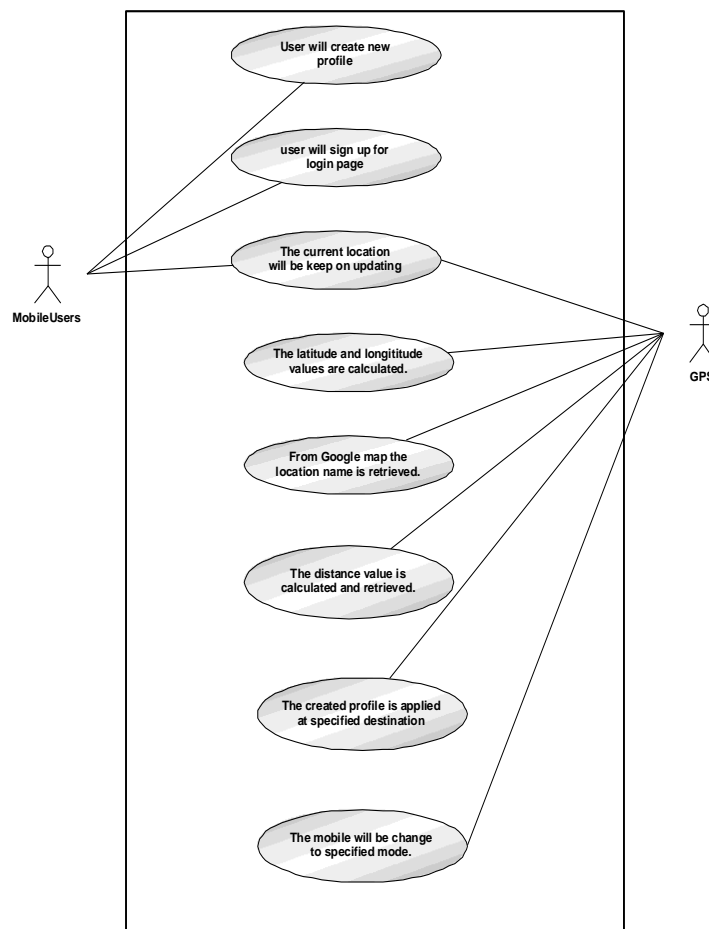 User will create new
profile
user will sign up for
login page
The current location
will be keep on updating
MobileUsers
The latitude and longititude
values are calculated.
GPS
From Google map the
location name is retrieved.
The distance value is
calculated and retrieved.
The created profile is applied
at specified destination
The mobile will be change
to specified mode.